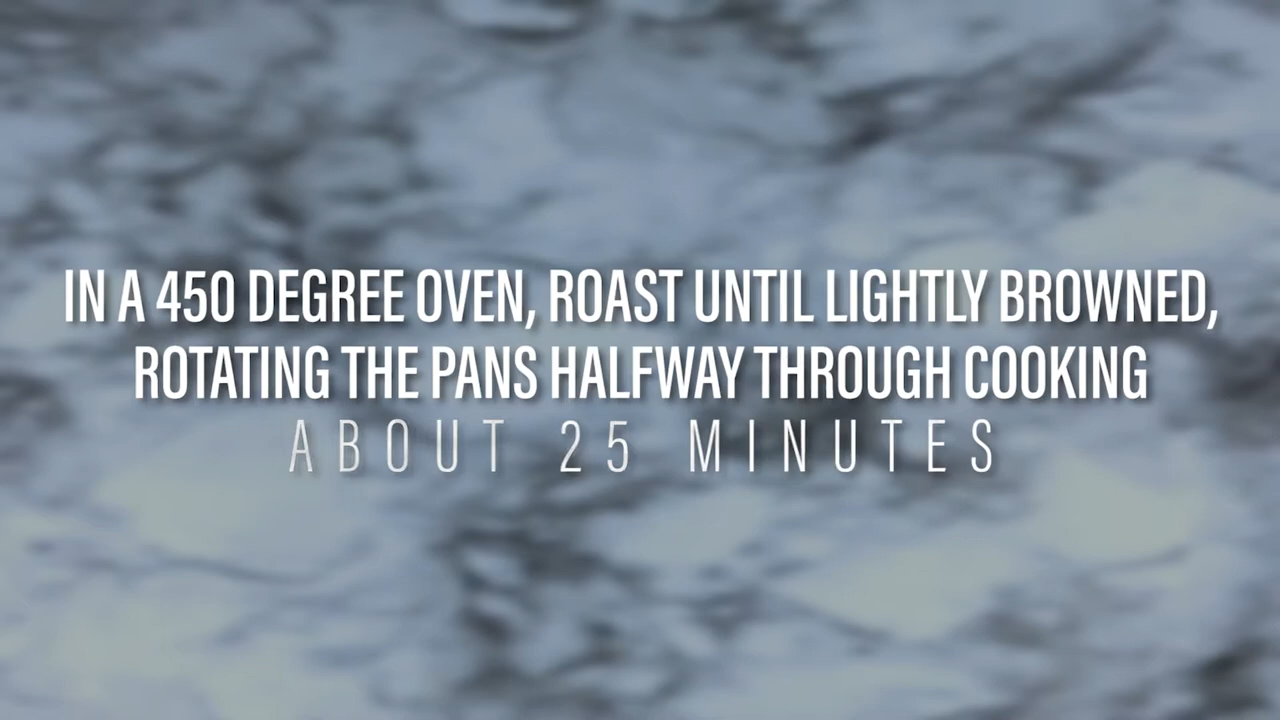 IN A 450 DEGREE OVEN, ROAST UNTIL LIGHTLY BROWNED,
ROTATING THE PANS HALFWAY THROUGH COOKING
ABOUT 25 MINUTES